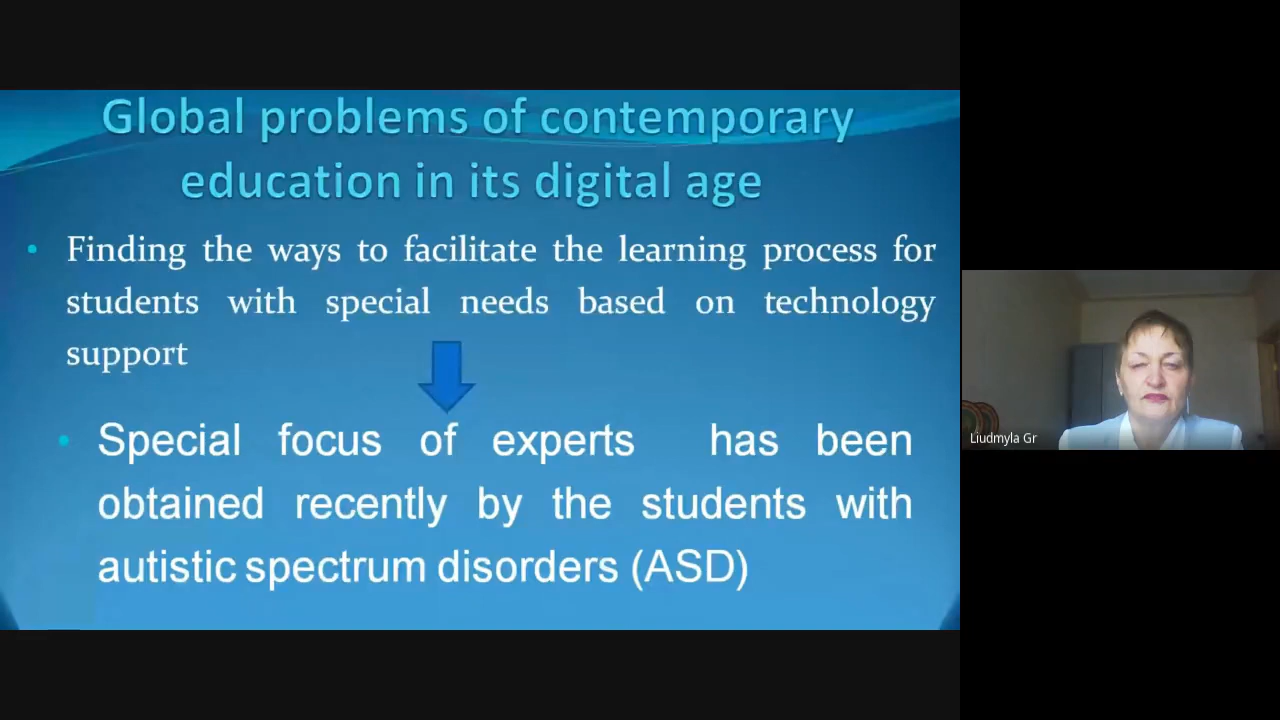 Global problems of contemporary
education in its digital age
• Finding the ways to facilitate the learning process for
students with special needs based on technology
support
• Special focus of experts has been
obtained recently by the students with
autistic spectrum disorders (ASD)
Liudmyla Gr